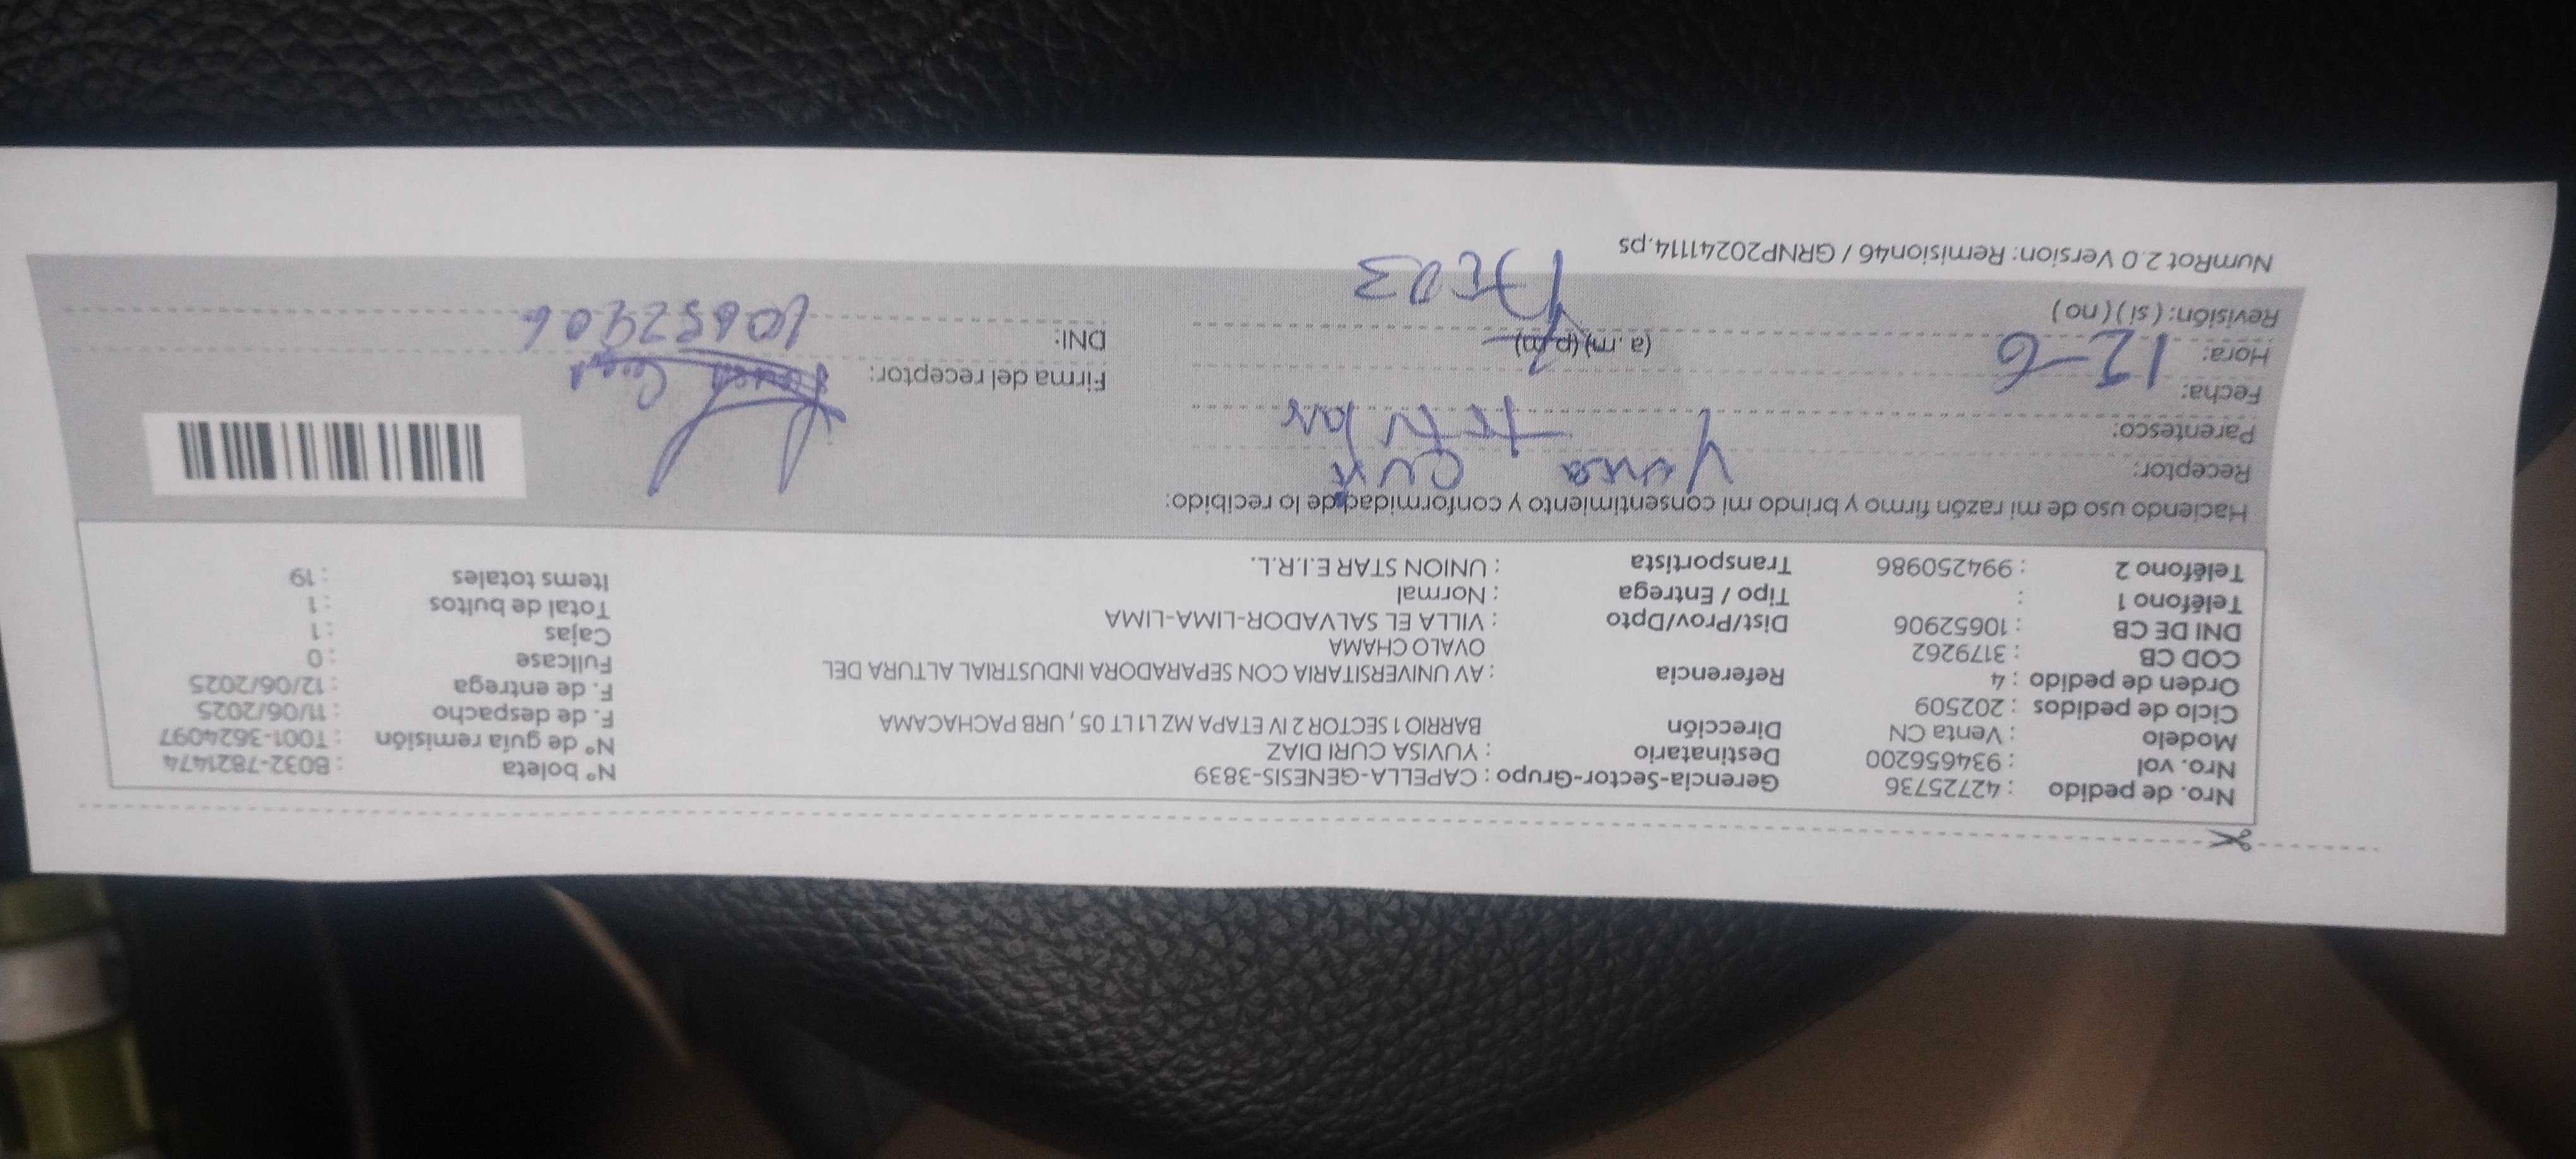 Nro. de pedido : 42725736
Nro. vol : 934656200
Modelo : Venta CN
Ciclo de pedidos : 202509
Orden de pedido : 4
COD CB : 3179262
DNI DE CB : 10652906
Teléfono 1 :
Teléfono 2 : 994250986
Gerencia-Sector-Grupo : CAPELLA-GENESIS-3839
Destinatario : YUVISA CURI DIAZ
Dirección BARRIO 1 SECTOR 2 IV ETAPA MZ L1 LT 05 , URB PACHACAMA
Referencia : AV UNIVERSITARIA CON SEPARADORA INDUSTRIAL ALTURA DEL
OVALO CHAMA
Dist/Prov/Dpto : VILLA EL SALVADOR-LIMA-LIMA
Tipo / Entrega : Normal
Transportista : UNION STAR E.I.R.L.
N° boleta : B032-7821474
N° de guía remisión : T001-3624097
F. de despacho : 11/06/2025
F. de entrega : 12/06/2025
Fullcase : 0
Cajas : 1
Total de bultos : 1
Items totales : 19
Haciendo uso de mi razón firmo y brindo mi consentimiento y conformidad de lo recibido:
Receptor:
Parentesco: titular
Fecha: 12-6
Hora: (a. m) (p.m)
Revisión: ( si ) ( no )
Firma del receptor:
DNI: 10652906
NumRot 2.0 Version: Remision46 / GRNP20241114.ps